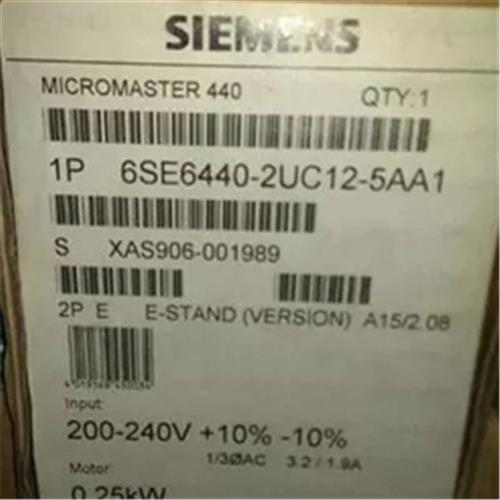 SIEMENS
MICROMASTER 440 QTY:1
1P 6SE6440-2UC12-5AA1
S XAS906-001989
2P E E-STAND (VERSION) A15/2.08
Input:
200-240V +10% -10%
1/3ØAC 3.2 / 1.9A
Motor
0.25kW